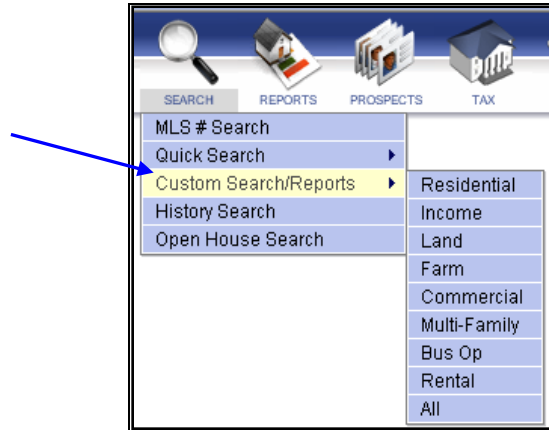 SEARCH REPORTS PROSPECTS TAX
MLS # Search
Quick Search
Custom Search/Reports
History Search
Open House Search
Residential
Income
Land
Farm
Commercial
Multi-Family
Bus Op
Rental
All